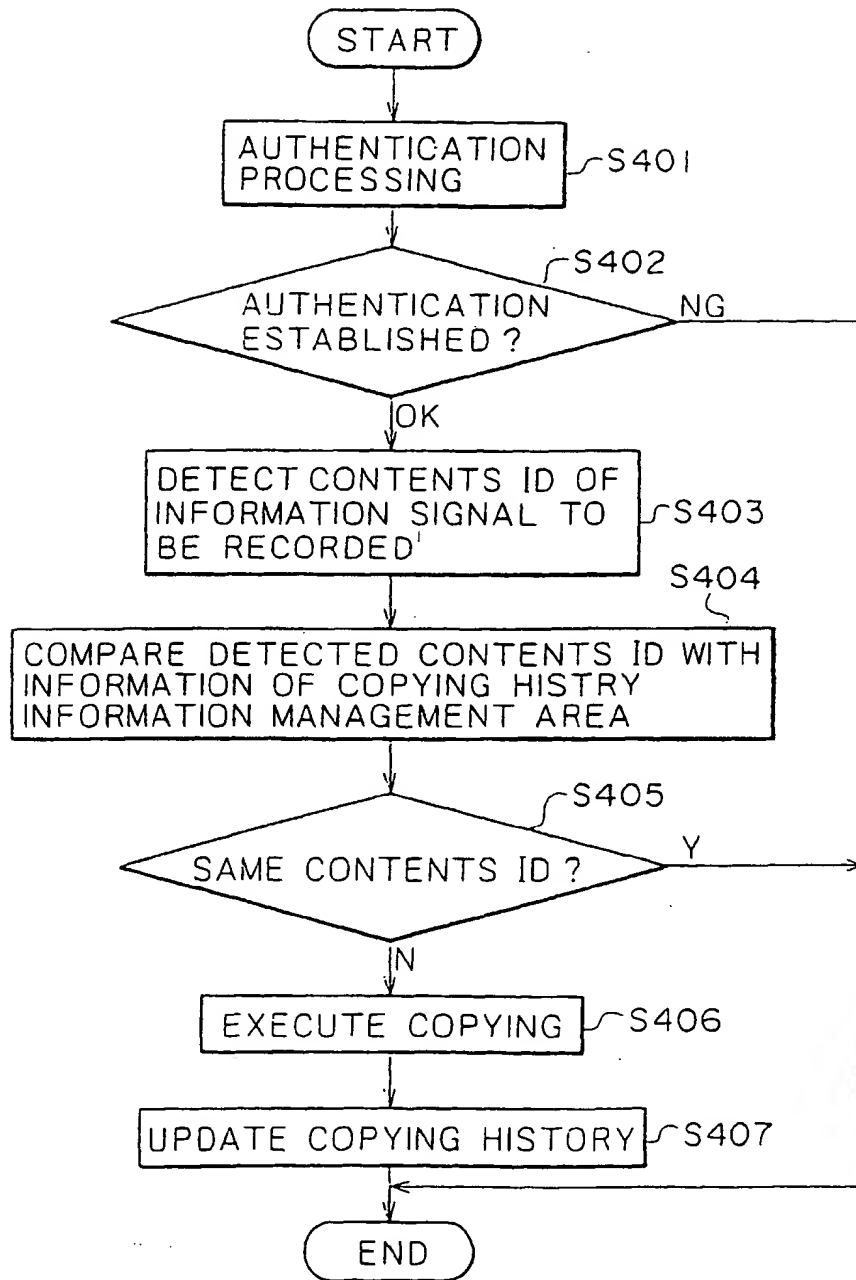 START
AUTHENTICATION
PROCESSING
S401
S402
AUTHENTICATION
ESTABLISHED ?
NG
OK
DETECT CONTENTS ID OF
INFORMATION SIGNAL TO
BE RECORDED
S403
S404
COMPARE DETECTED CONTENTS ID WITH
INFORMATION OF COPYING HISTRY
INFORMATION MANAGEMENT AREA
S405
SAME CONTENTS ID ?
Y
N
EXECUTE COPYING
S406
UPDATE COPYING HISTORY
S407
END